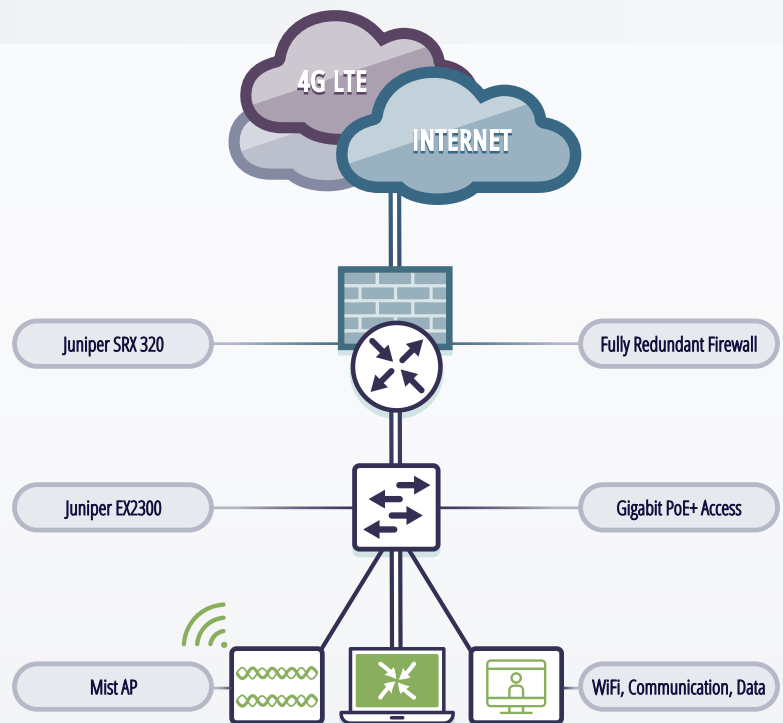 4G LTE
INTERNET
Juniper SRX 320
Fully Redundant Firewall
Juniper EX2300
Gigabit PoE+ Access
Mist AP
WiFi, Communication, Data